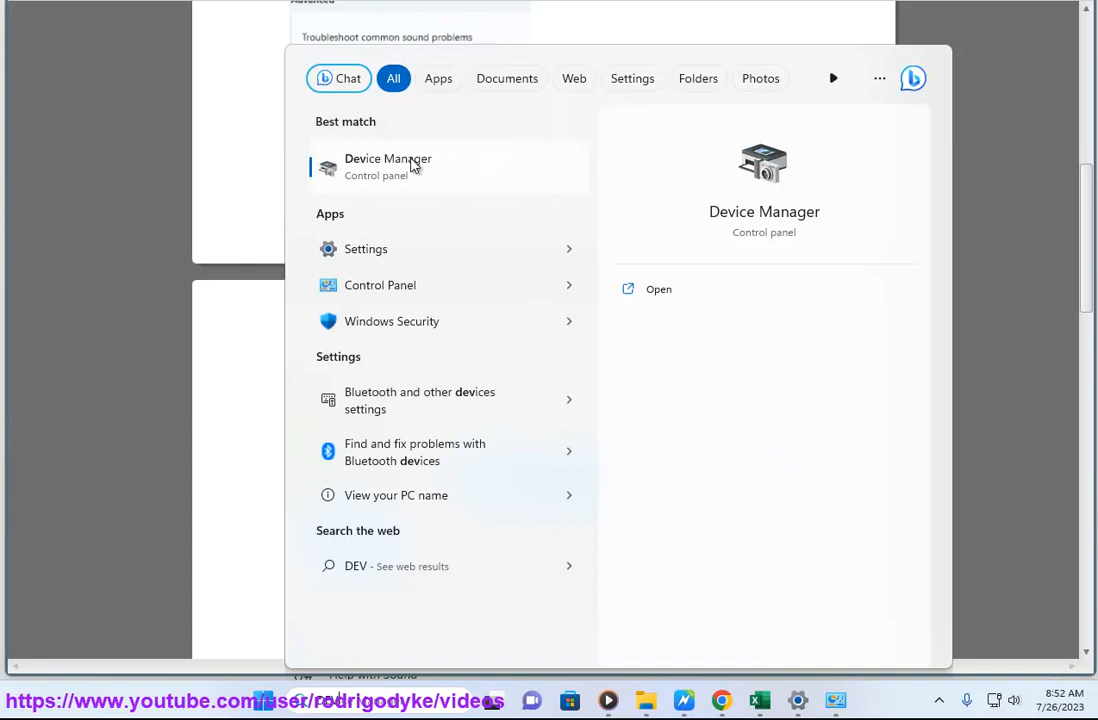 Advanced
Troubleshoot common sound problems
Chat All Apps Documents Web Settings Folders Photos
Best match
Device Manager
Control panel
Apps
Settings
Control Panel
Windows Security
Settings
Bluetooth and other devices
settings
Find and fix problems with
Bluetooth devices
View your PC name
Search the web
DEV - See web results
Device Manager
Control panel
Open
Help with Sound
https://www.youtube.com/user/rodrigodyke/videos
8:52 AM
7/26/2023